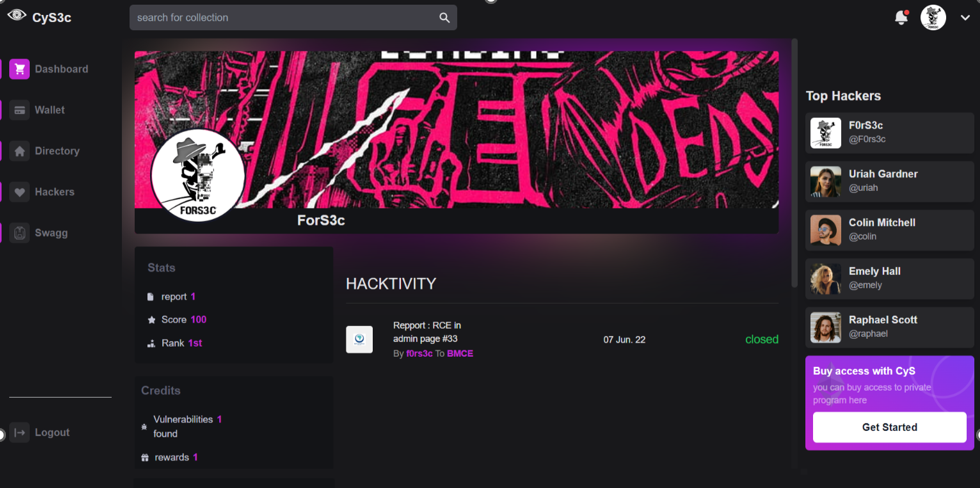 CyS3c
search for collection
Dashboard
Wallet
Directory
Hackers
Swagg
Logout
FORS3C
ForS3c
Stats
report 1
Score 100
Rank 1st
Credits
Vulnerabilities 1
found
rewards 1
HACKTIVITY
Repport : RCE in
admin page #33
By f0rs3c To BMCE
07 Jun. 22
closed
Top Hackers
F0rS3c
@F0rs3c
Uriah Gardner
@uriah
Colin Mitchell
@colin
Emely Hall
@emely
Raphael Scott
@raphael
Buy access with CyS
you can buy access to private
program here
Get Started